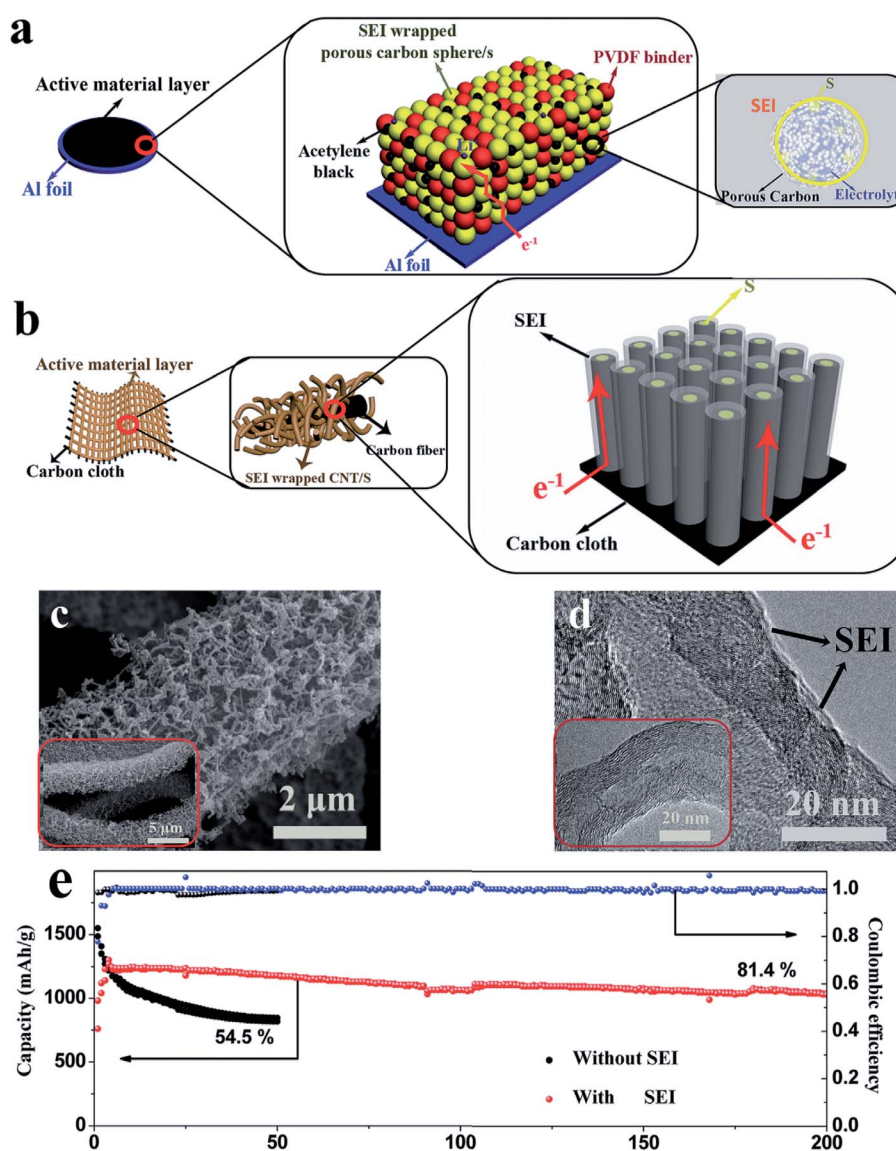 a
SEI wrapped
porous carbon sphere/s
PVDF binder
Active material layer
S
SEI
Acetylene
black
Li
Al foil
Porous Carbon
Electrolyt
e⁻¹
Al foil
b
S
SEI
Active material layer
Carbon cloth
Carbon fiber
SEI wrapped CNT/S
e⁻¹
e⁻¹
Carbon cloth
c
5 μm
2 μm
d
SEI
20 nm
20 nm
e
Capacity (mAh/g)
1500
1000
750
500
250
0
1.0
0.8
0.6
0.4
0.2
0.0
Coulombic efficiency
81.4 %
54.5 %
Without SEI
With SEI
0
50
100
150
200